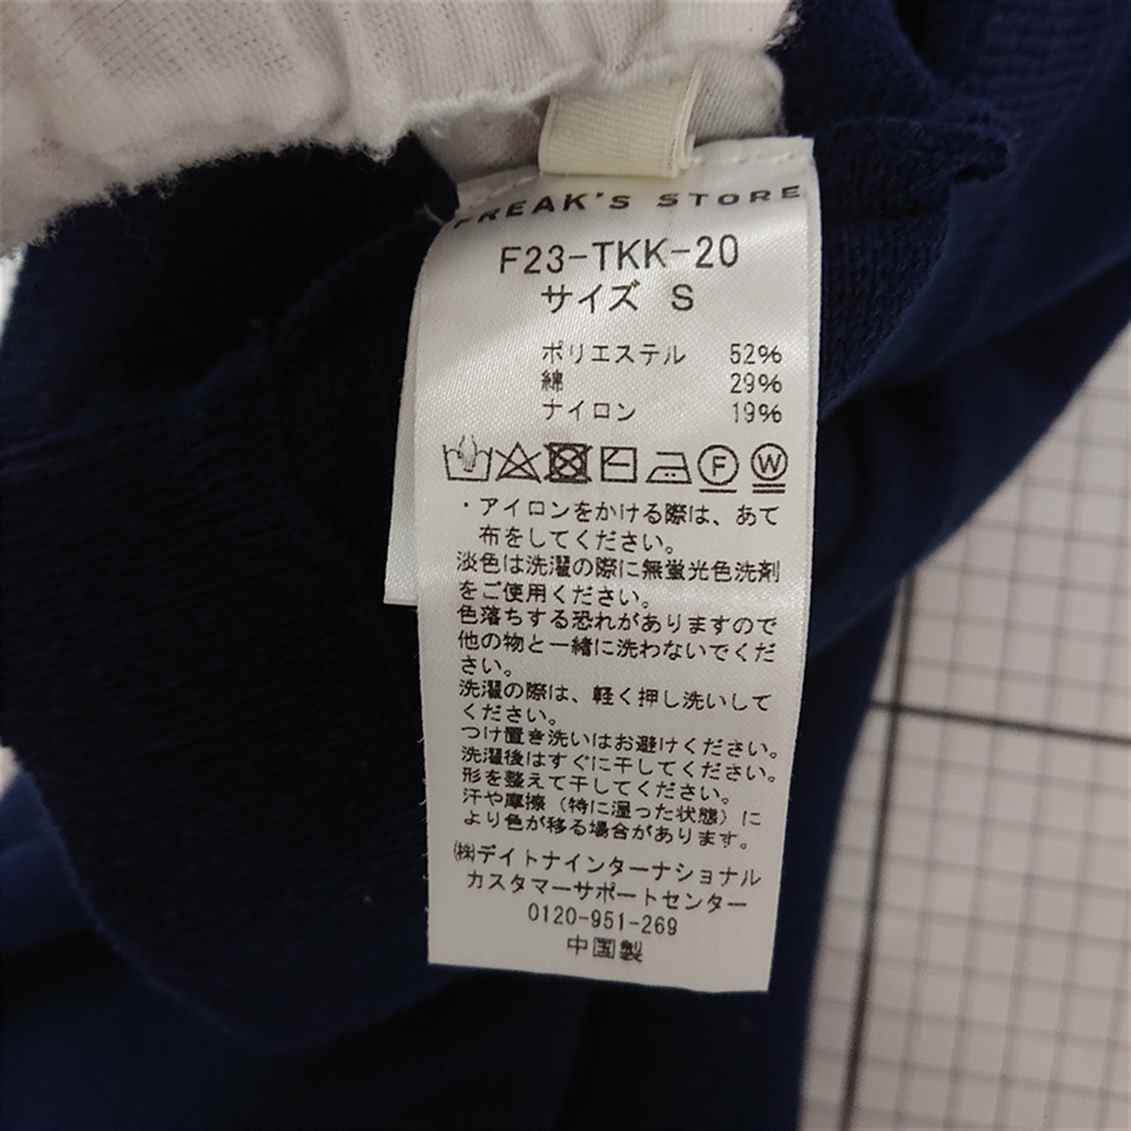 FREAK'S STORE
F23-TKK-20
サイズ S
ポリエステル 52%
綿 29%
ナイロン 19%
F W
・アイロンをかける際は、あて
布をしてください。
淡色は洗濯の際に無蛍光色洗剤
をご使用ください。
色落ちする恐れがありますので
他の物と一緒に洗わないでくだ
さい。
洗濯の際は、軽く押し洗いして
ください。
つけ置き洗いはお避けください。
洗濯後はすぐに干してください。
形を整えて干してください。
汗や摩擦（特に湿った状態）に
より色が移る場合があります。
㈱デイトナインターナショナル
カスタマーサポートセンター
0120-951-269
中国製